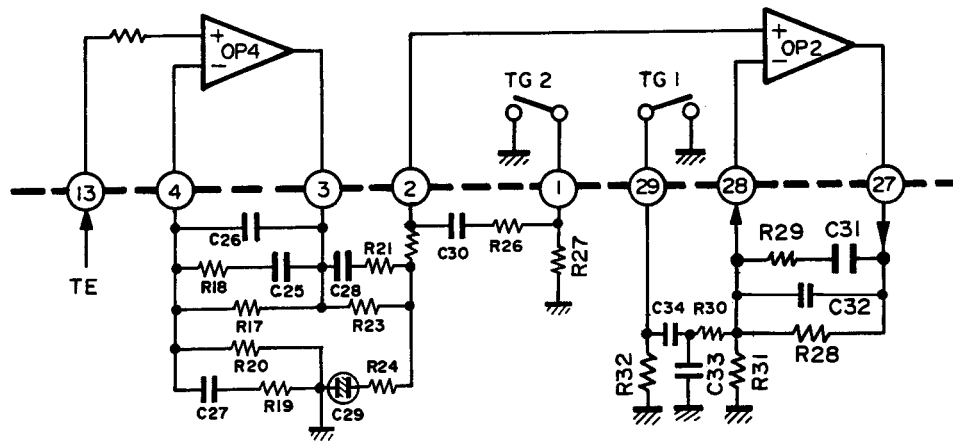 +
OP4
−
+
OP2
−
TG 2
TG 1
13
4
3
2
1
29
28
27
TE
C26
R18
C25
C28
R21
R17
R23
R20
C27
R19
C29
R24
C30
R26
R27
R29
C31
C32
R28
C34
R30
R32
C33
R31